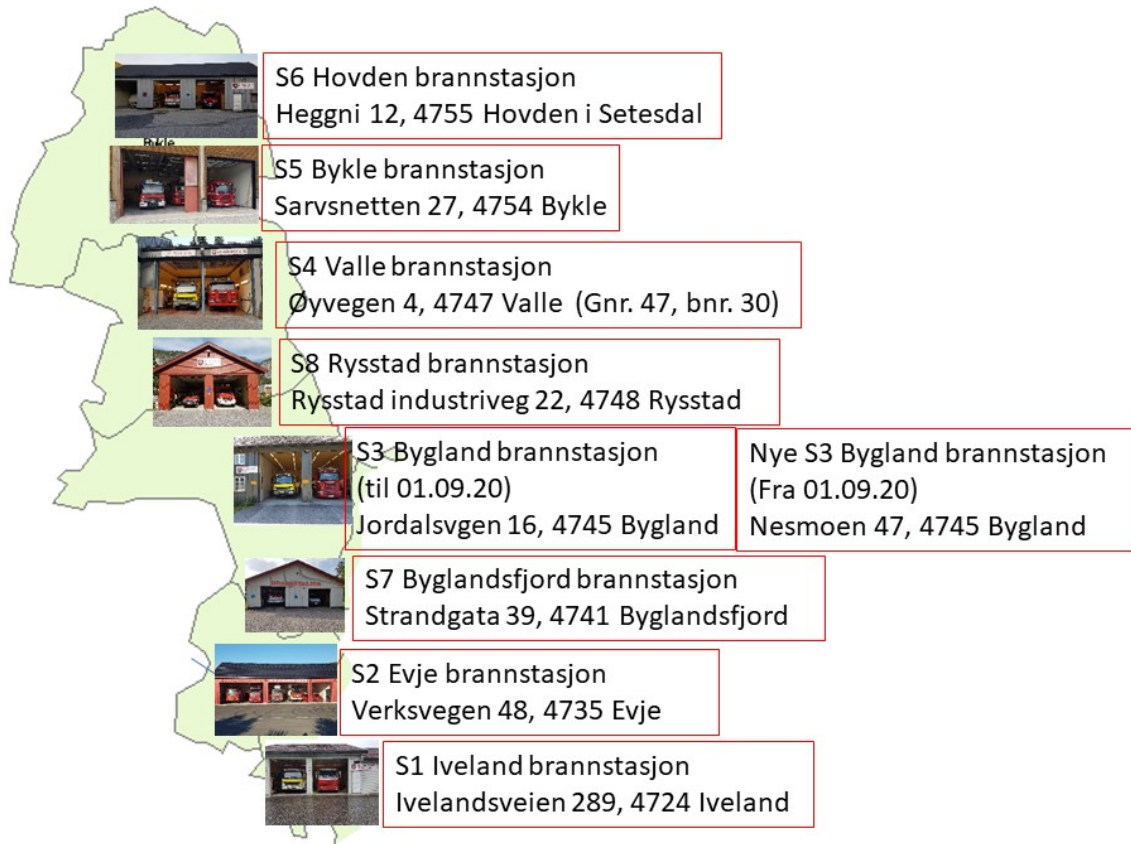 S6 Hovden brannstasjon
Heggni 12, 4755 Hovden i Setesdal
Bykle
S5 Bykle brannstasjon
Sarvsnetten 27, 4754 Bykle
S4 Valle brannstasjon
Øyvegen 4, 4747 Valle (Gnr. 47, bnr. 30)
S8 Rysstad brannstasjon
Rysstad industriveg 22, 4748 Rysstad
S3 Bygland brannstasjon
(til 01.09.20)
Jordalsvgen 16, 4745 Bygland
Nye S3 Bygland brannstasjon
(Fra 01.09.20)
Nesmoen 47, 4745 Bygland
S7 Byglandsfjord brannstasjon
Strandgata 39, 4741 Byglandsfjord
S2 Evje brannstasjon
Verksvegen 48, 4735 Evje
S1 Iveland brannstasjon
Ivelandsveien 289, 4724 Iveland